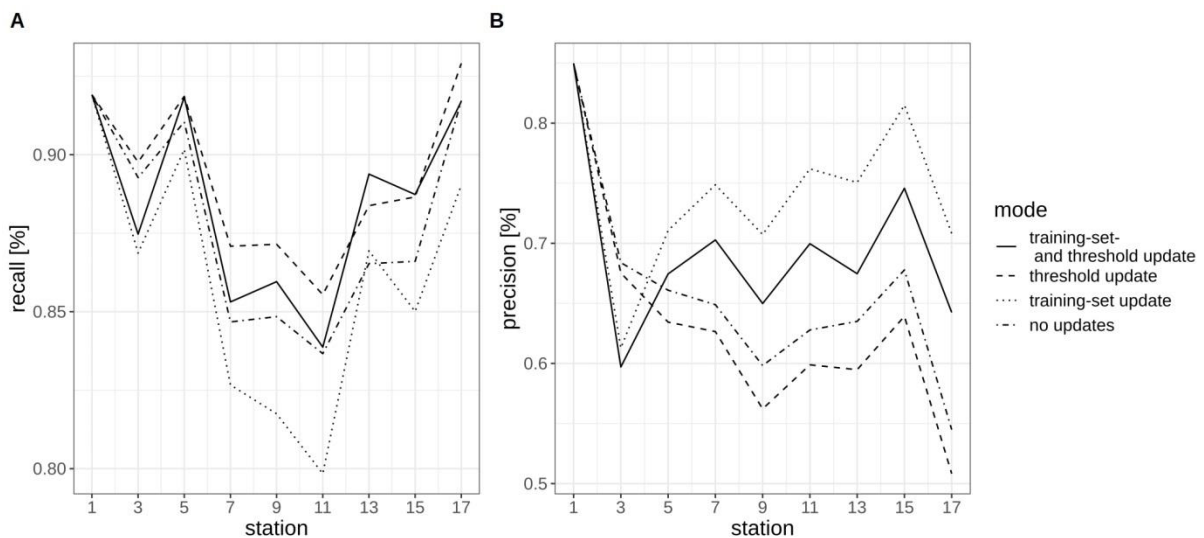 A
recall [%]
0.90
0.85
0.80
1 3 5 7 9 11 13 15 17
station
B
precision [%]
0.8
0.7
0.6
0.5
1 3 5 7 9 11 13 15 17
station
mode
training-set-
and threshold update
threshold update
training-set update
no updates